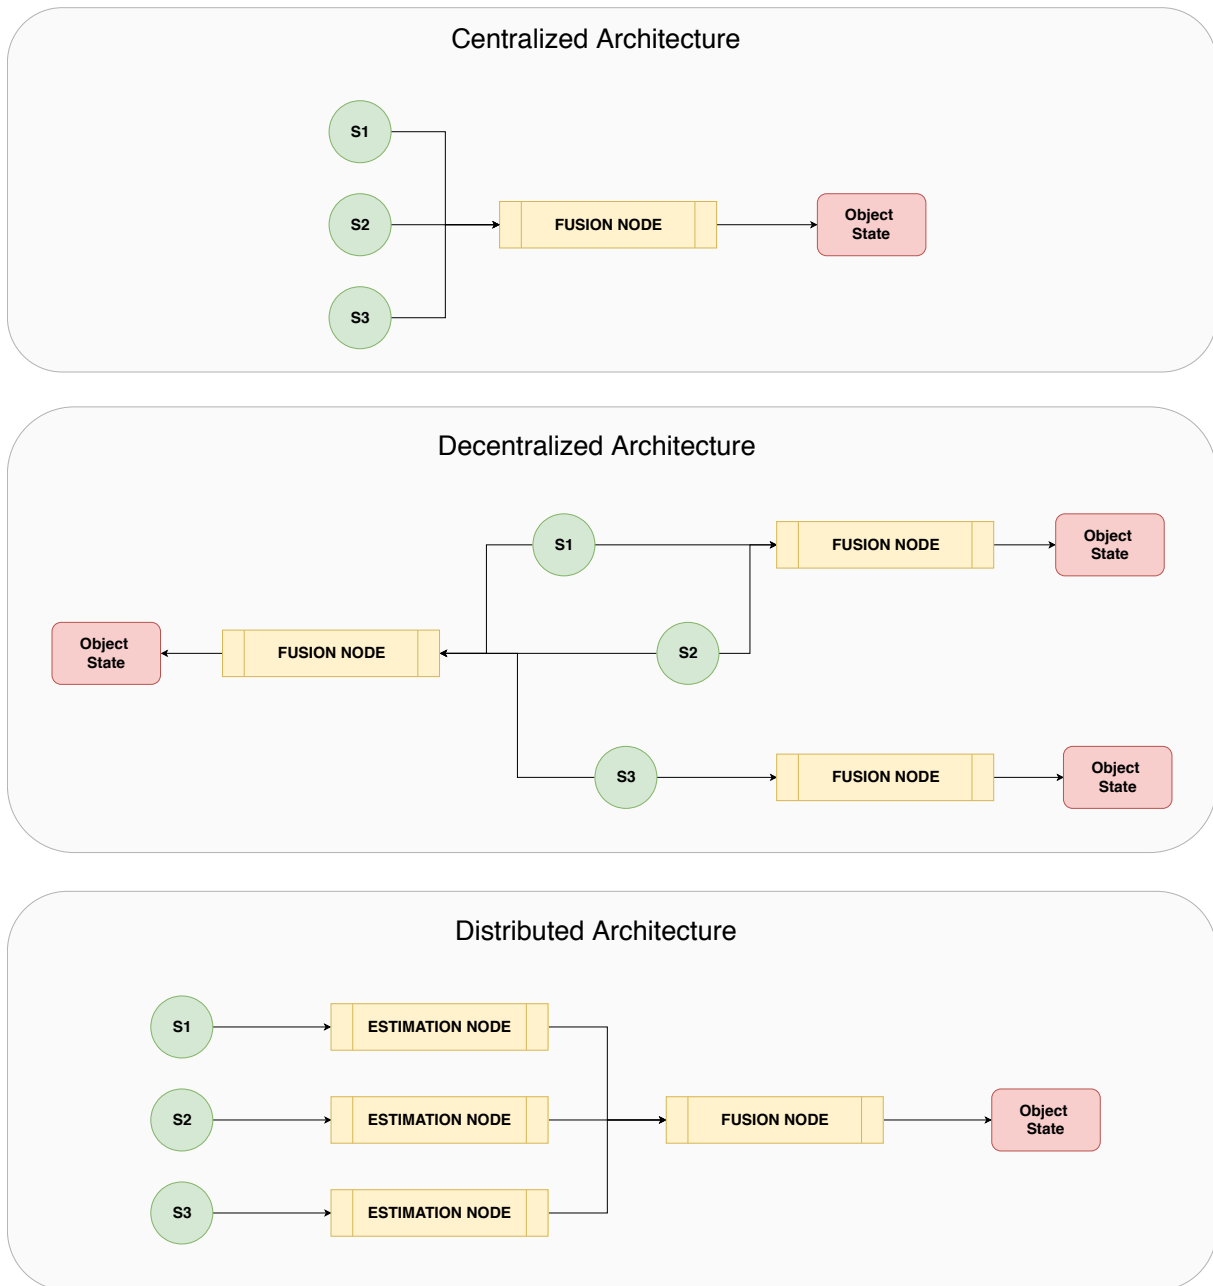 Centralized Architecture
S1
S2
FUSION NODE
Object
State
S3
Decentralized Architecture
S1
FUSION NODE
Object
State
Object
State
FUSION NODE
S2
S3
FUSION NODE
Object
State
Distributed Architecture
S1
ESTIMATION NODE
S2
ESTIMATION NODE
FUSION NODE
Object
State
S3
ESTIMATION NODE